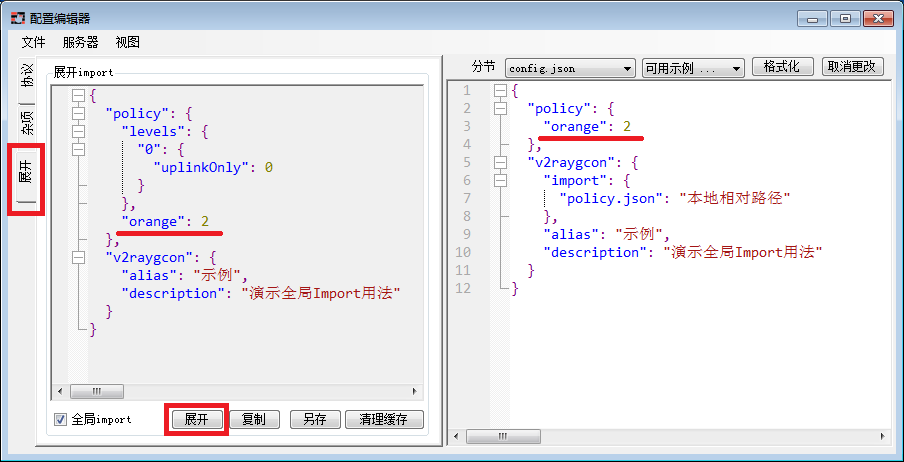 配置编辑器
文件 服务器 视图
协议
杂项
展开
展开import
{
"policy": {
"levels": {
"0": {
"uplinkOnly": 0
}
},
"orange": 2
},
"v2raygcon": {
"alias": "示例",
"description": "演示全局Import用法"
}
}
全局import 展开 复制 另存 清理缓存
分节 config.json 可用示例 ... 格式化 取消更改
1 {
2 "policy": {
3 "orange": 2
4 },
5 "v2raygcon": {
6 "import": {
7 "policy.json": "本地相对路径"
8 },
9 "alias": "示例",
10 "description": "演示全局Import用法"
11 }
12 }